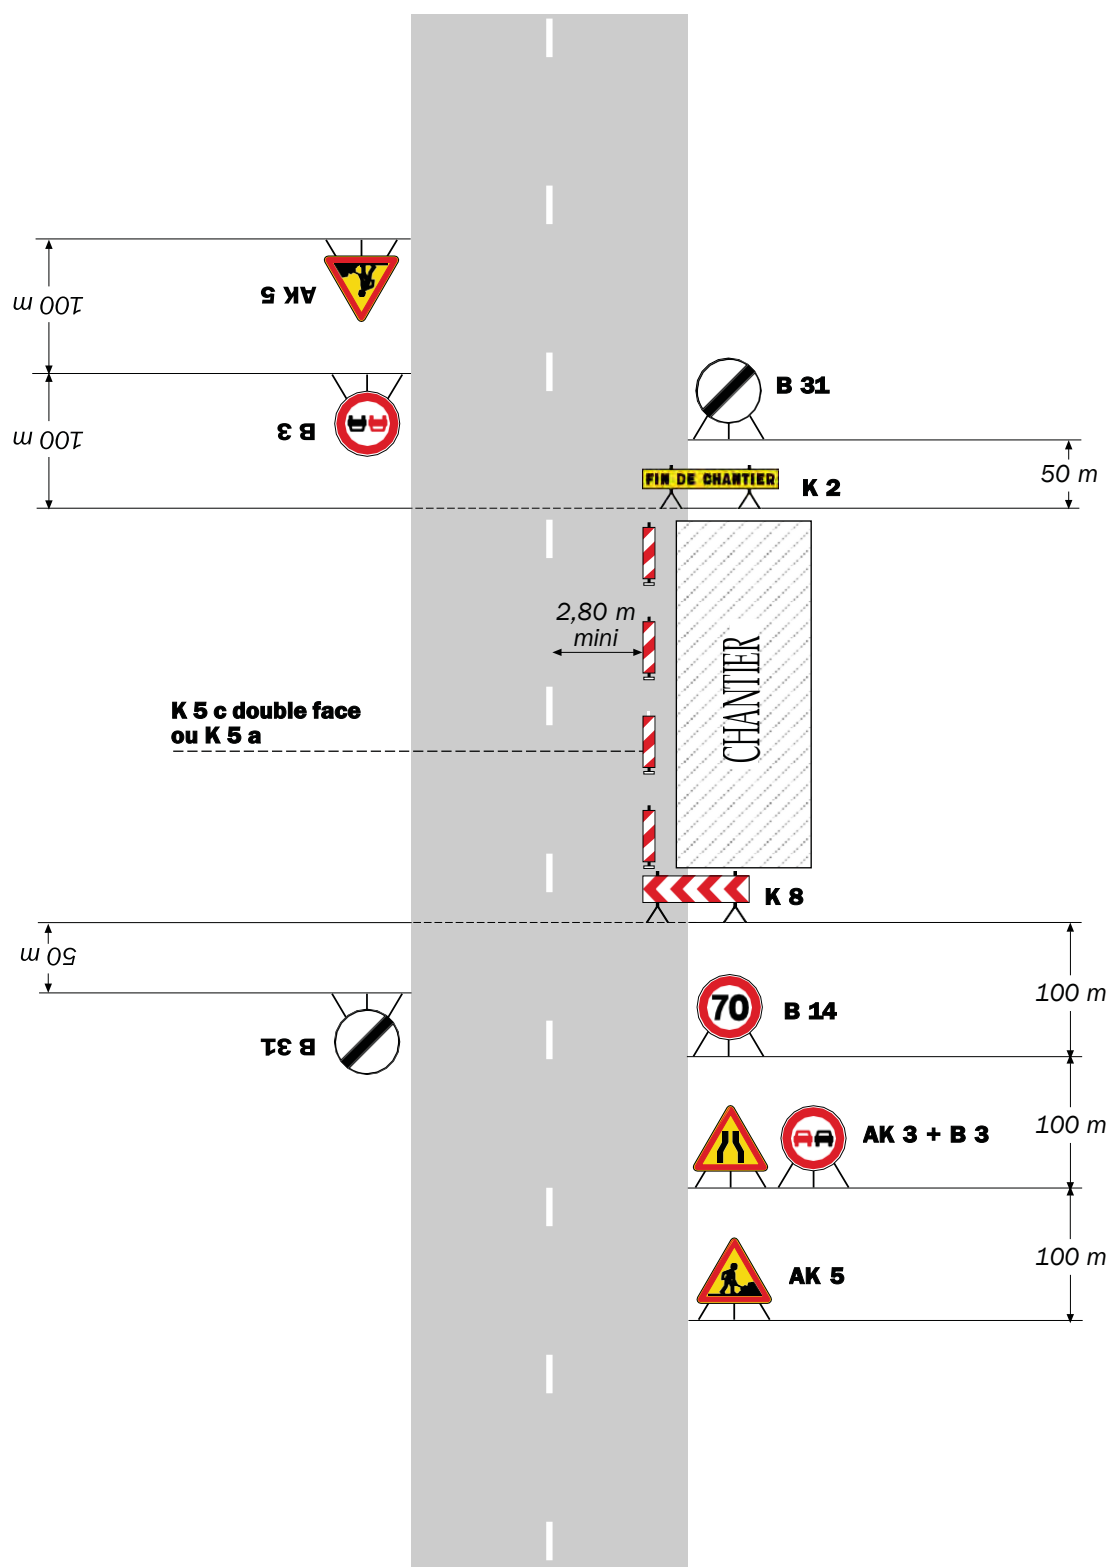 AK 5
100 m
B 31
B 3
100 m
50 m
FIN DE CHANTIER
K 2
2,80 m
mini
CHANTIER
K 5 c double face
ou K 5 a
K 8
50 m
70
B 14
100 m
B 31
AK 3 + B 3
100 m
AK 5
100 m